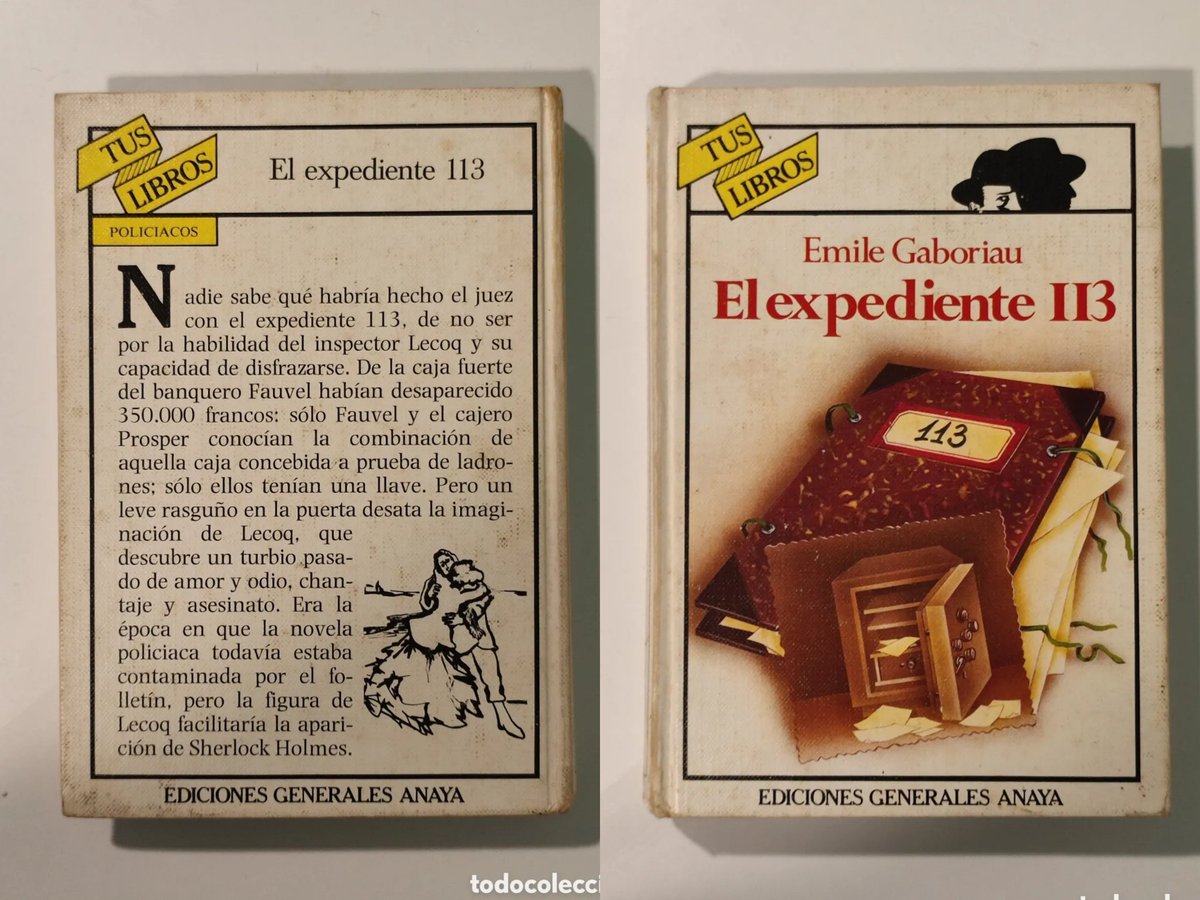 TUS
LIBROS
El expediente 113
POLICIACOS
Nadie sabe qué habría hecho el juez
con el expediente 113, de no ser
por la habilidad del inspector Lecoq y su
capacidad de disfrazarse. De la caja fuerte
del banquero Fauvel habían desaparecido
350.000 francos: sólo Fauvel y el cajero
Prosper conocían la combinación de
aquella caja concebida a prueba de ladro-
nes; sólo ellos tenían una llave. Pero un
leve rasguño en la puerta desata la imagi-
nación de Lecoq, que
descubre un turbio pasa-
do de amor y odio, chan-
taje y asesinato. Era la
época en que la novela
policiaca todavía estaba
contaminada por el fo-
lletín, pero la figura de
Lecoq facilitaría la apari-
ción de Sherlock Holmes.
EDICIONES GENERALES ANAYA
todocolecci
TUS
LIBROS
Emile Gaboriau
El expediente 113
113
EDICIONES GENERALES ANAYA